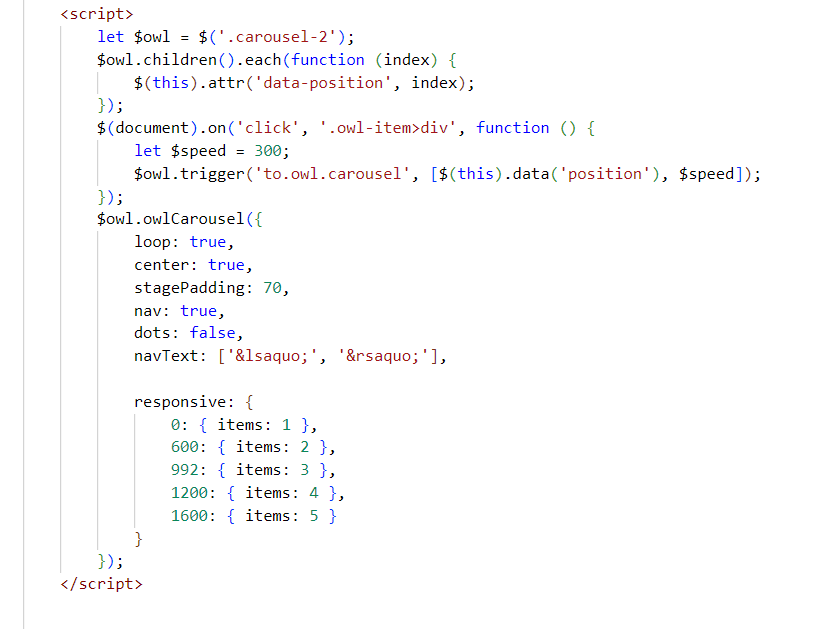 <script>
let $owl = $('.carousel-2');
$owl.children().each(function (index) {
$(this).attr('data-position', index);
});
$(document).on('click', '.owl-item>div', function () {
let $speed = 300;
$owl.trigger('to.owl.carousel', [$(this).data('position'), $speed]);
});
$owl.owlCarousel({
loop: true,
center: true,
stagePadding: 70,
nav: true,
dots: false,
navText: ['&lsaquo;', '&rsaquo;'],
responsive: {
0: { items: 1 },
600: { items: 2 },
992: { items: 3 },
1200: { items: 4 },
1600: { items: 5 }
}
});
</script>